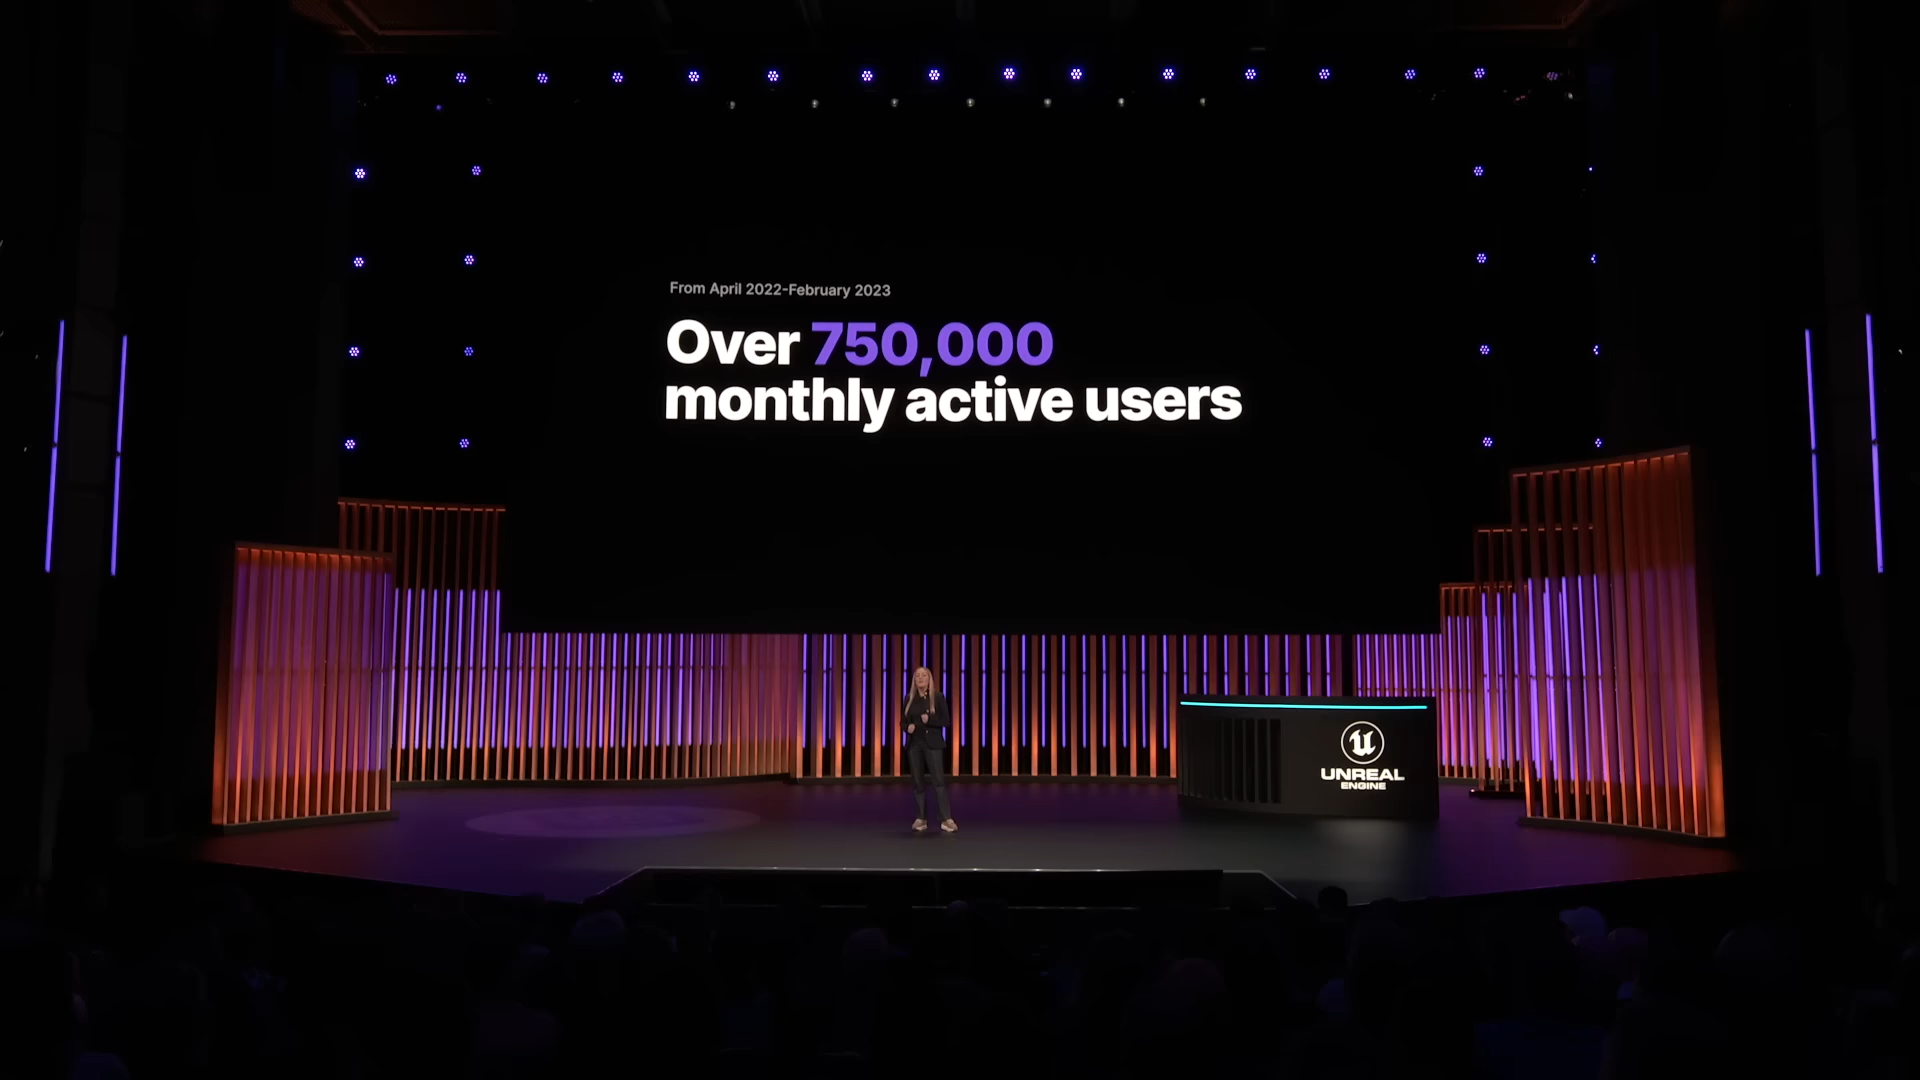 From April 2022-February 2023
Over 750,000
monthly active users
UNREAL
ENGINE